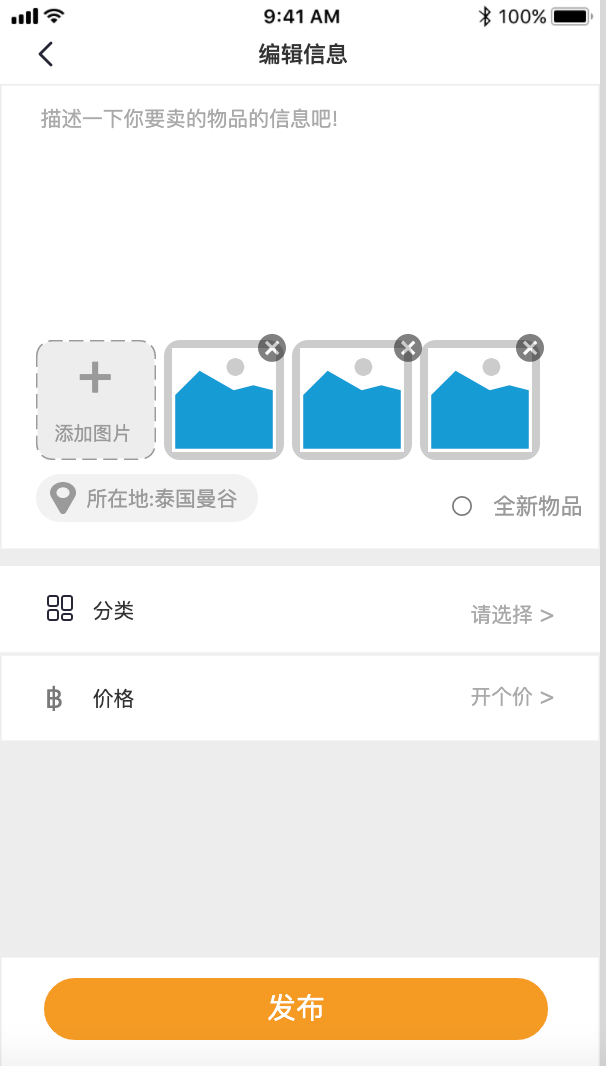 9:41 AM
100%
编辑信息
描述一下你要卖的物品的信息吧!
添加图片
所在地:泰国曼谷
全新物品
分类
请选择 >
฿ 价格
开个价 >
发布